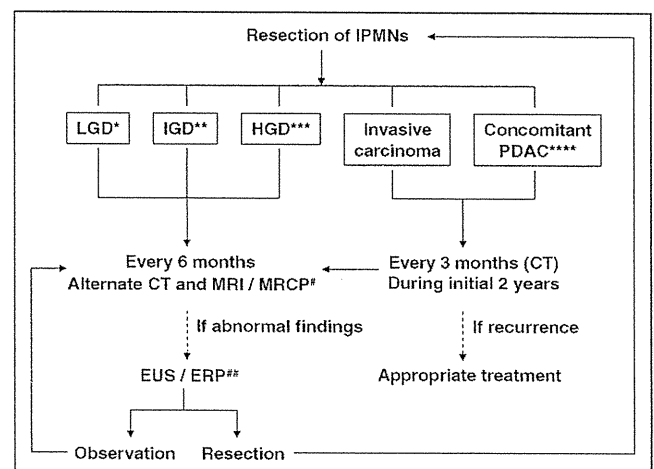 Resection of IPMNs
LGD*
IGD**
HGD***
Invasive
carcinoma
Concomitant
PDAC****
Every 6 months
Alternate CT and MRI / MRCP#
Every 3 months (CT)
During initial 2 years
If abnormal findings
If recurrence
EUS / ERP##
Appropriate treatment
Observation
Resection